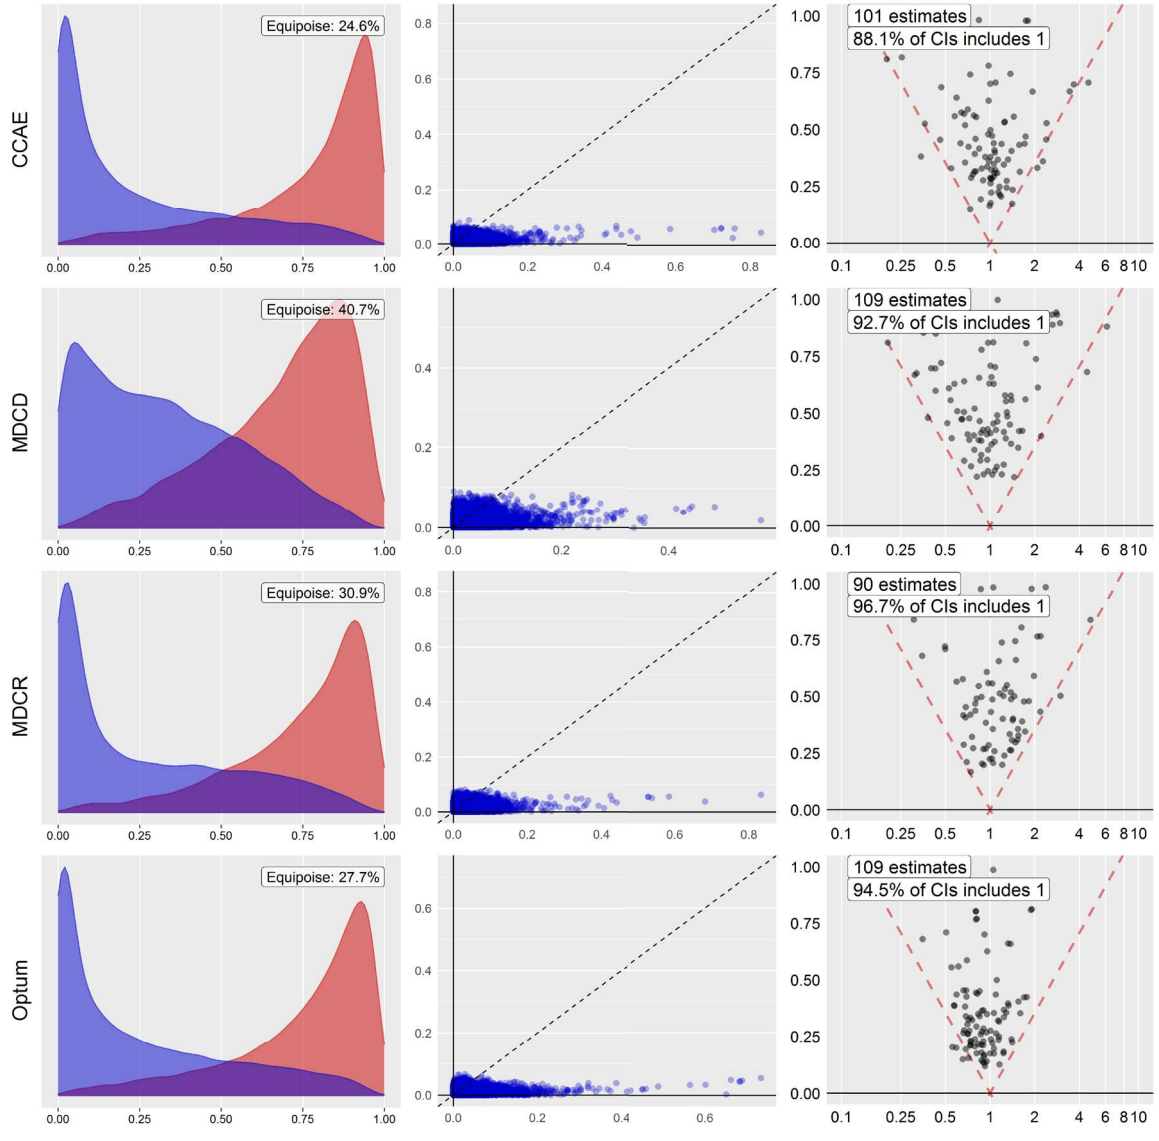 CCAE
Equipoise: 24.6%
0.00 0.25 0.50 0.75 1.00
0.8
0.6
0.4
0.2
0.0
0.0 0.2 0.4 0.6 0.8
101 estimates
88.1% of CIs includes 1
1.00
0.75
0.50
0.25
0.00
0.1 0.25 0.5 1 2 4 6 8 10
MDCD
Equipoise: 40.7%
0.00 0.25 0.50 0.75 1.00
0.4
0.2
0.0
0.0 0.2 0.4
109 estimates
92.7% of CIs includes 1
1.00
0.75
0.50
0.25
0.00
0.1 0.25 0.5 1 2 4 6 8 10
MDCR
Equipoise: 30.9%
0.00 0.25 0.50 0.75 1.00
0.8
0.6
0.4
0.2
0.0
0.0 0.2 0.4 0.6 0.8
90 estimates
96.7% of CIs includes 1
1.00
0.75
0.50
0.25
0.00
0.1 0.25 0.5 1 2 4 6 8 10
Optum
Equipoise: 27.7%
0.00 0.25 0.50 0.75 1.00
0.6
0.4
0.2
0.0
0.0 0.2 0.4 0.6
109 estimates
94.5% of CIs includes 1
1.00
0.75
0.50
0.25
0.00
0.1 0.25 0.5 1 2 4 6 8 10